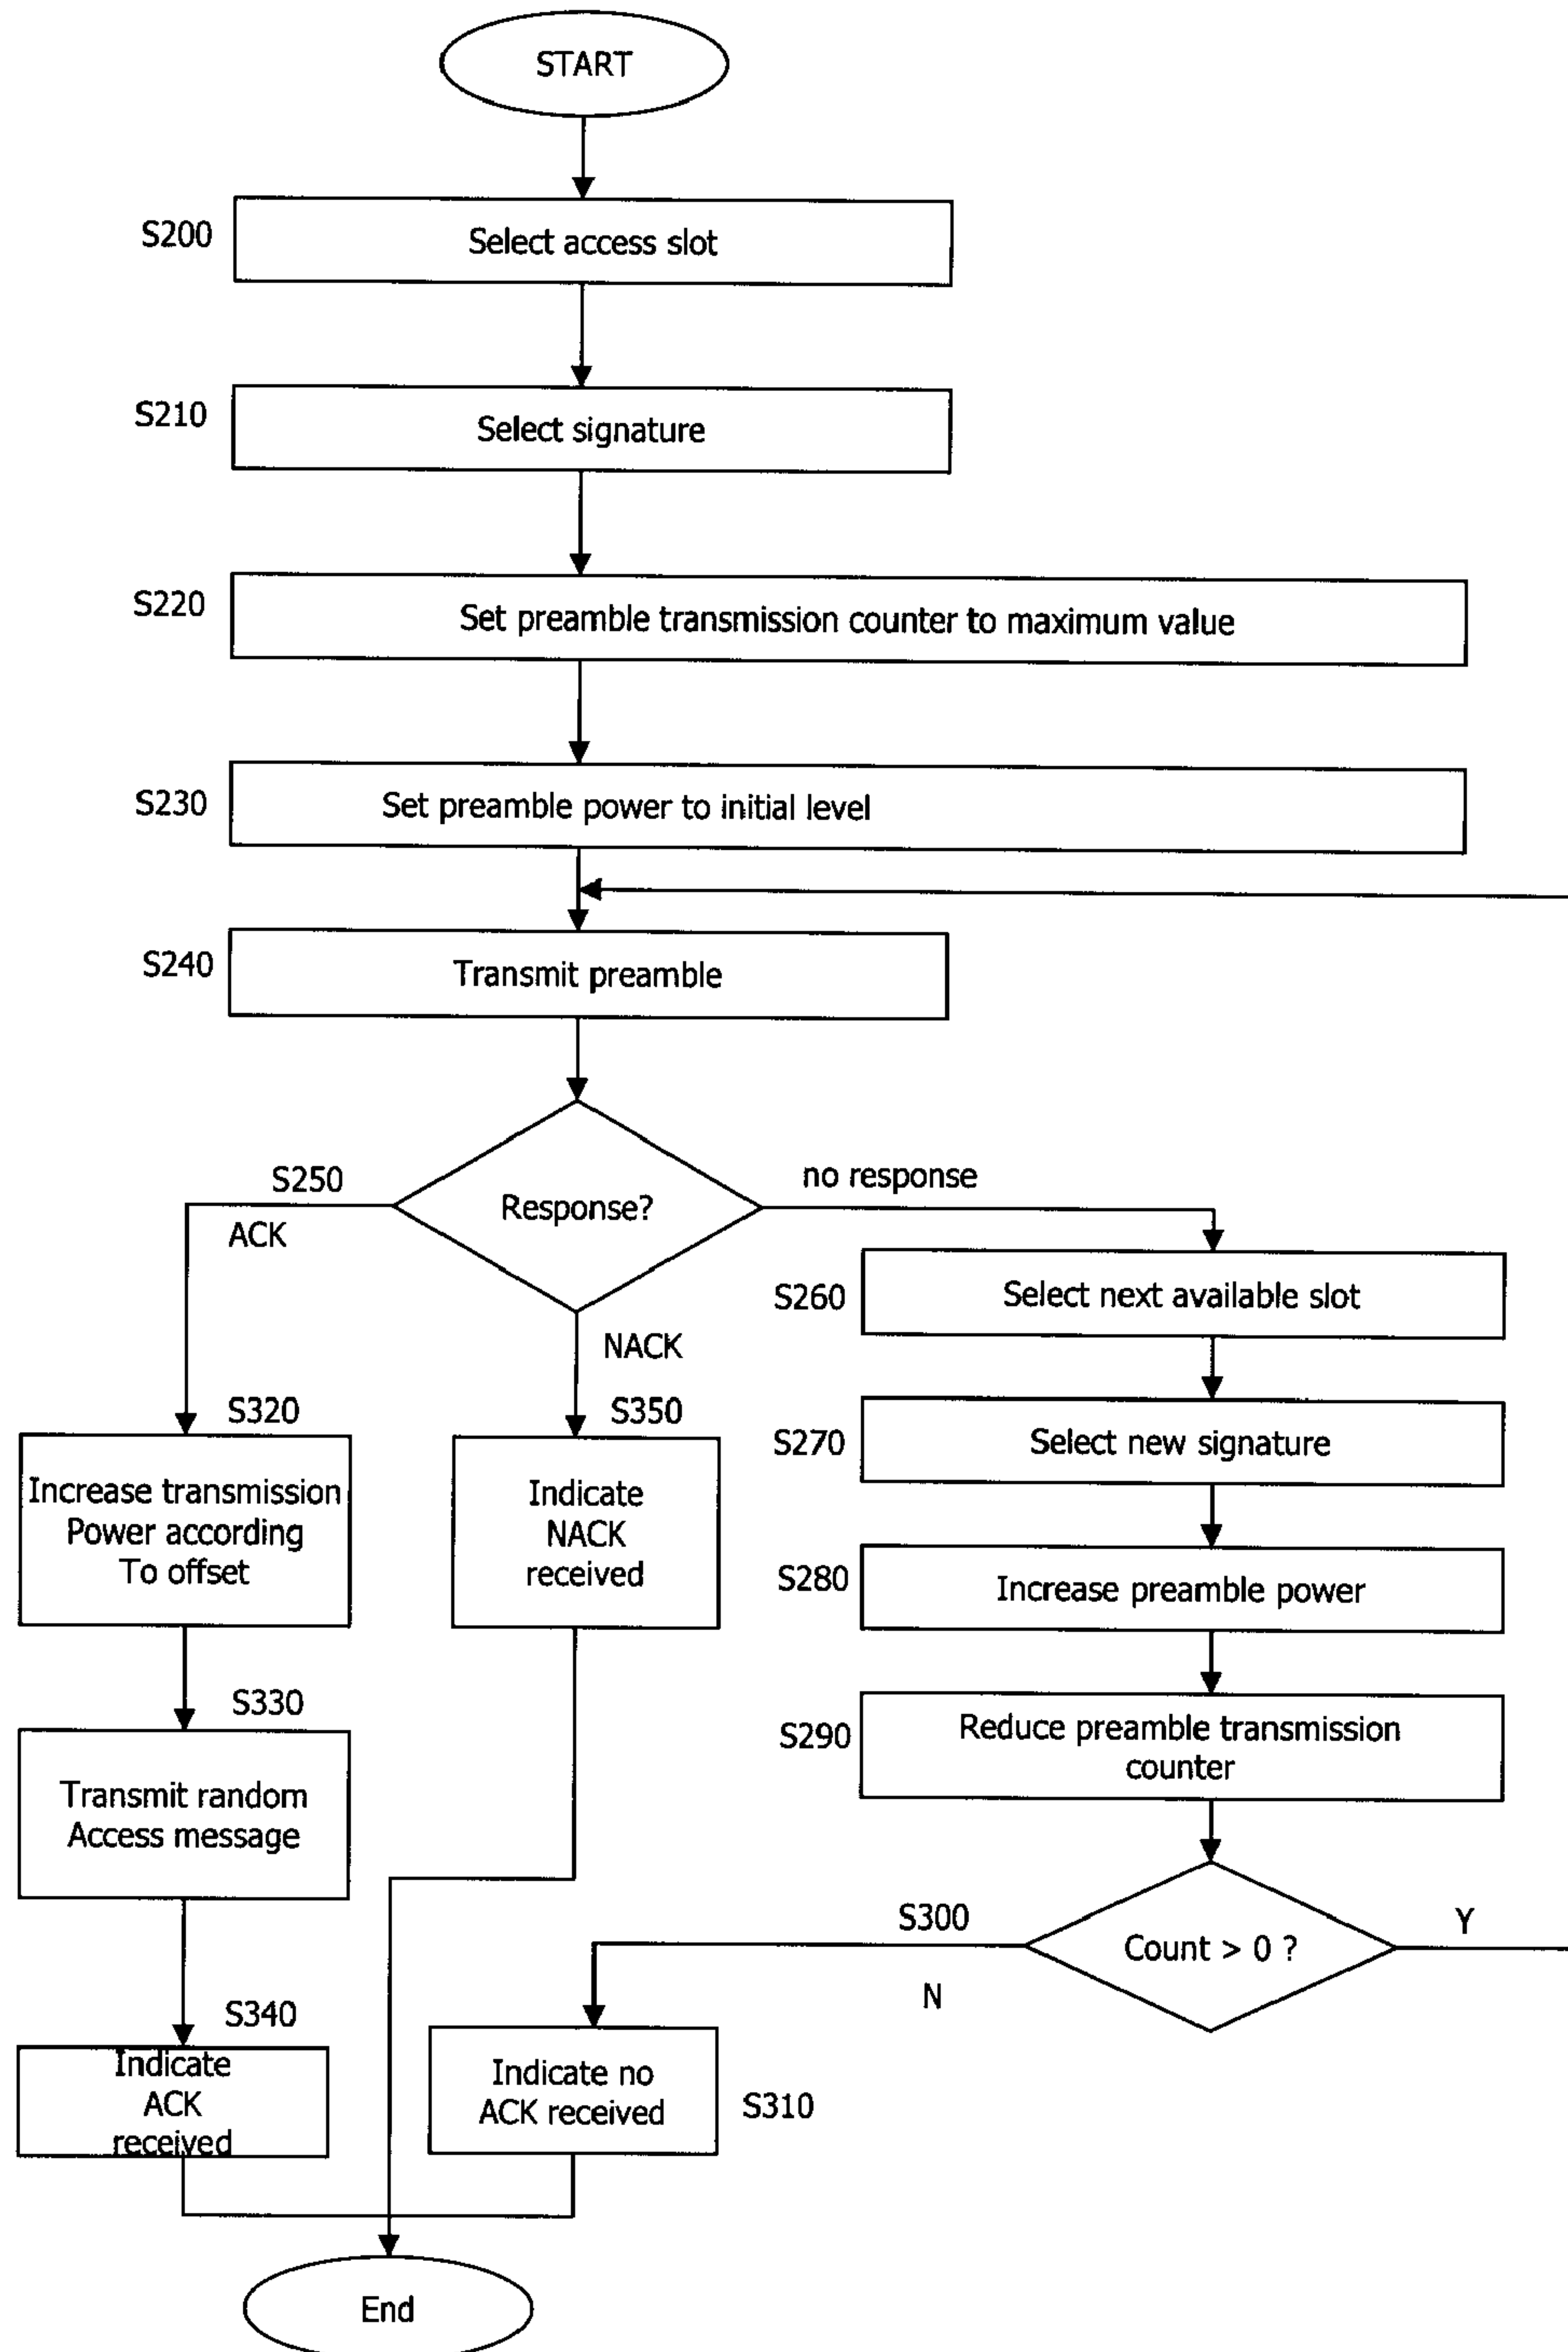 START
S200
Select access slot
S210
Select signature
S220
Set preamble transmission counter to maximum value
S230
Set preamble power to initial level
S240
Transmit preamble
S250
Response?
no response
ACK
NACK
S260
Select next available slot
S270
Select new signature
S280
Increase preamble power
S290
Reduce preamble transmission
counter
S300
Count > 0 ?
Y
N
S310
Indicate no
ACK received
S320
Increase transmission
Power according
To offset
S330
Transmit random
Access message
S340
Indicate
ACK
received
S350
Indicate
NACK
received
End